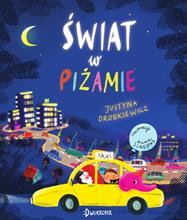 ŚWIAT
w
PIŻAMIE
JUSTYNA
DROBKIEWICZ
TAXI
Dwukropek